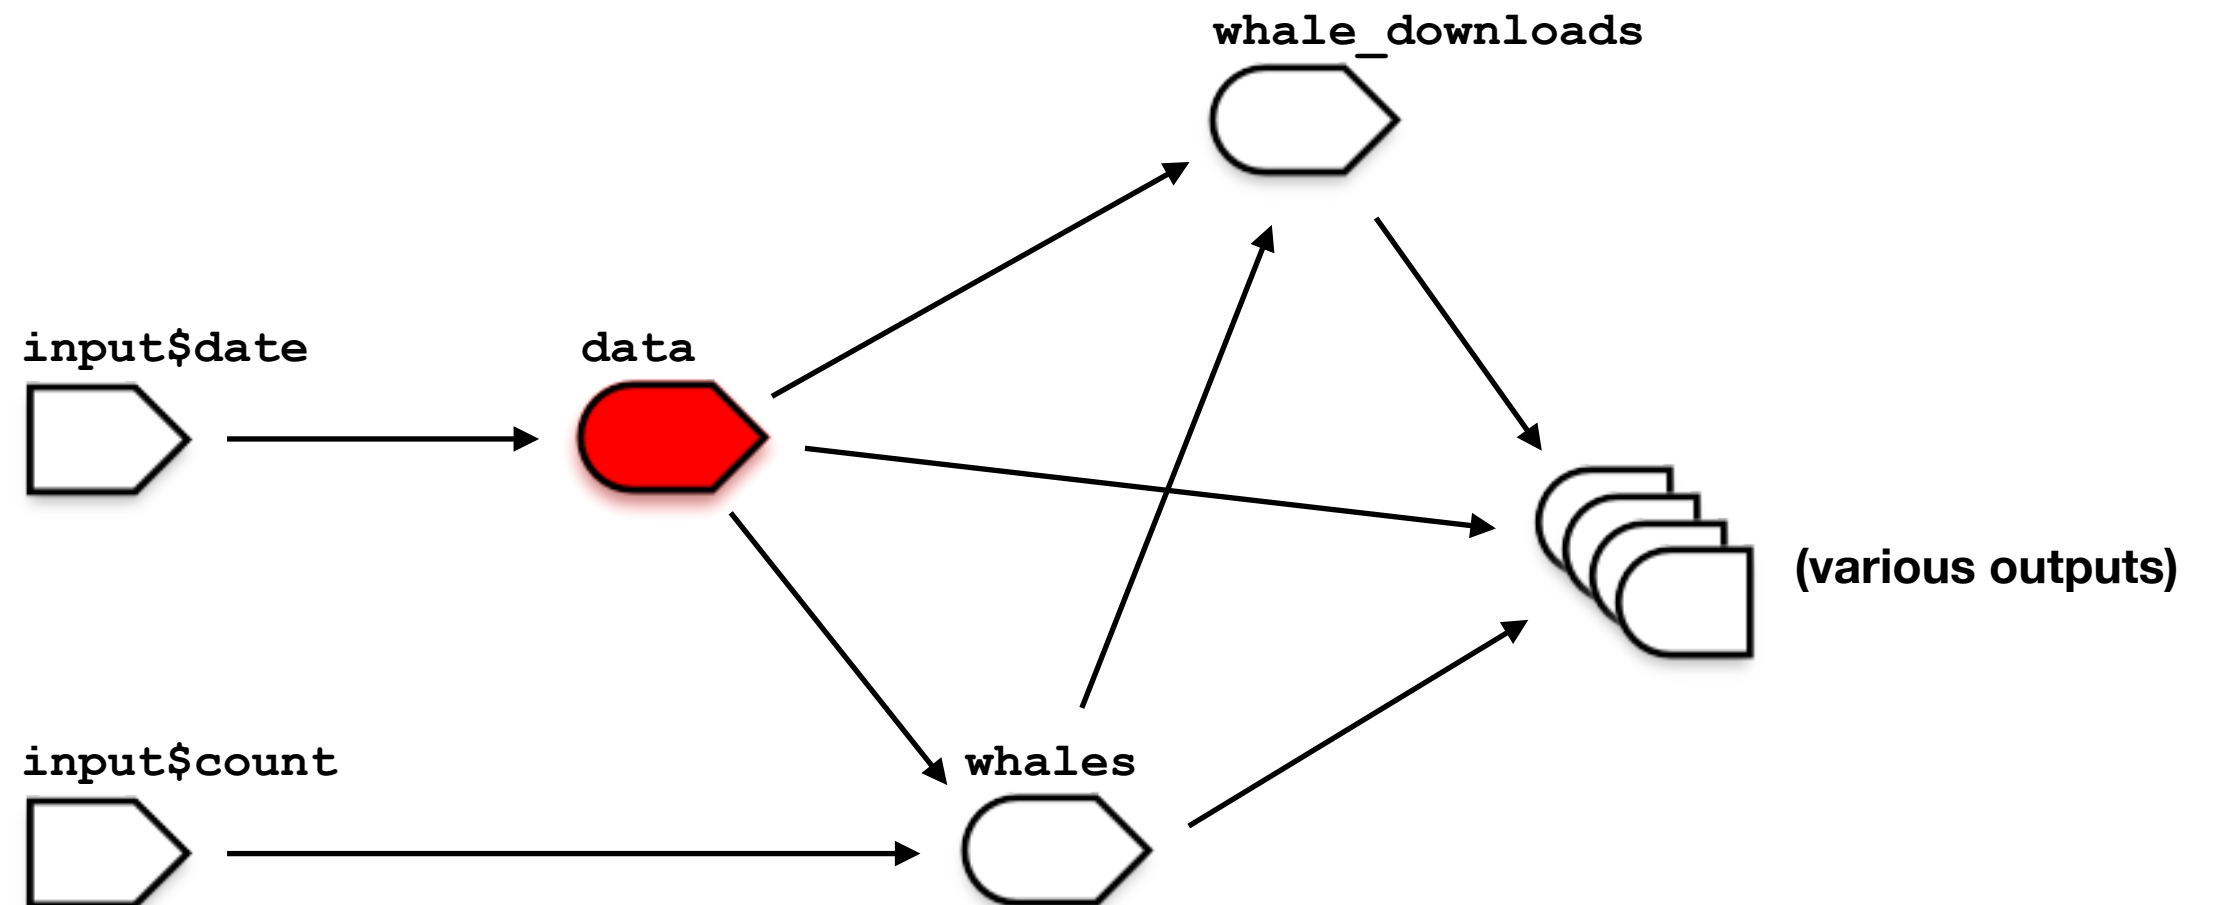 whale_downloads
input$date
data
(various outputs)
input$count
whales